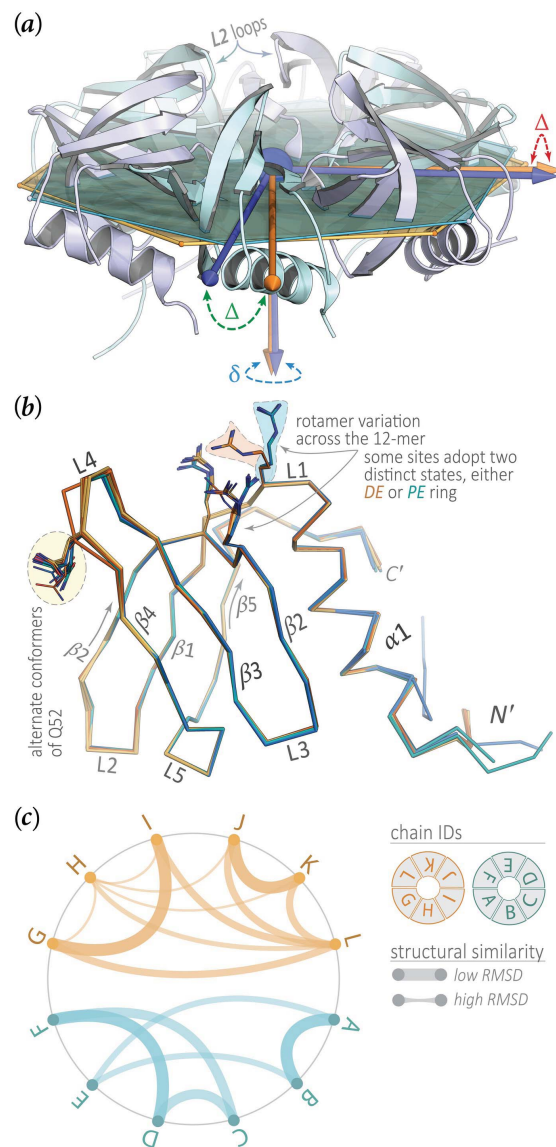 (a)
L2 loops
Δ
Δ
δ
(b)
rotamer variation
across the 12-mer
some sites adopt two
distinct states, either
DE or PE ring
L4
L1
C′
alternate conformers
of Q52
β2
β4
β1
β5
β2
β3
α1
N′
L2
L5
L3
(c)
I
J
H
K
G
L
F
A
E
B
D
C
chain IDs
K
J
L
I
G
H
E
D
F
C
A
B
structural similarity
low RMSD
high RMSD